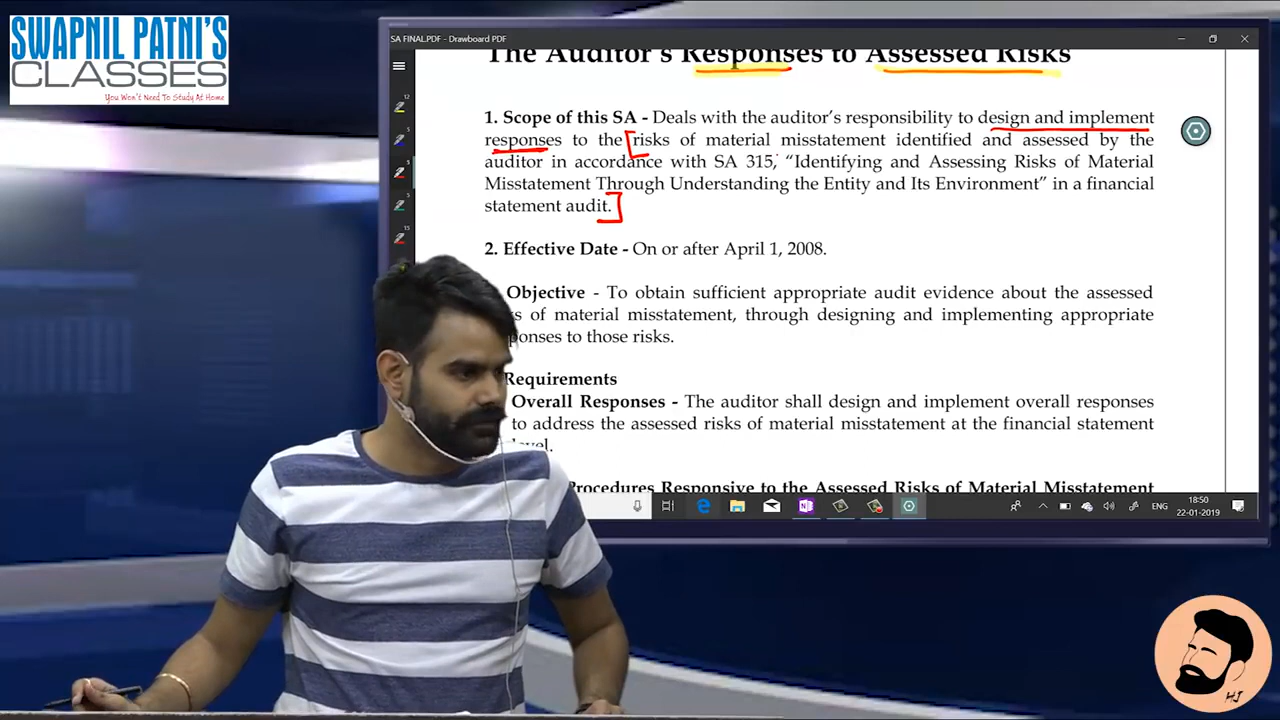 SWAPNIL PATNI'S
CLASSES
You Won't Need To Study At Home
SA FINAL.PDF - Drawboard PDF
The Auditor's Responses to Assessed Risks
1. Scope of this SA - Deals with the auditor's responsibility to design and implement
responses to the risks of material misstatement identified and assessed by the
auditor in accordance with SA 315, “Identifying and Assessing Risks of Material
Misstatement Through Understanding the Entity and Its Environment” in a financial
statement audit.
2. Effective Date - On or after April 1, 2008.
Objective - To obtain sufficient appropriate audit evidence about the assessed
of material misstatement, through designing and implementing appropriate
to those risks.
Requirements
Overall Responses - The auditor shall design and implement overall responses
to address the assessed risks of material misstatement at the financial statement
level.
Procedures Responsive to the Assessed Risks of Material Misstatement
ENG
18:50
22-01-2019
12
5
3
5
15
HJ